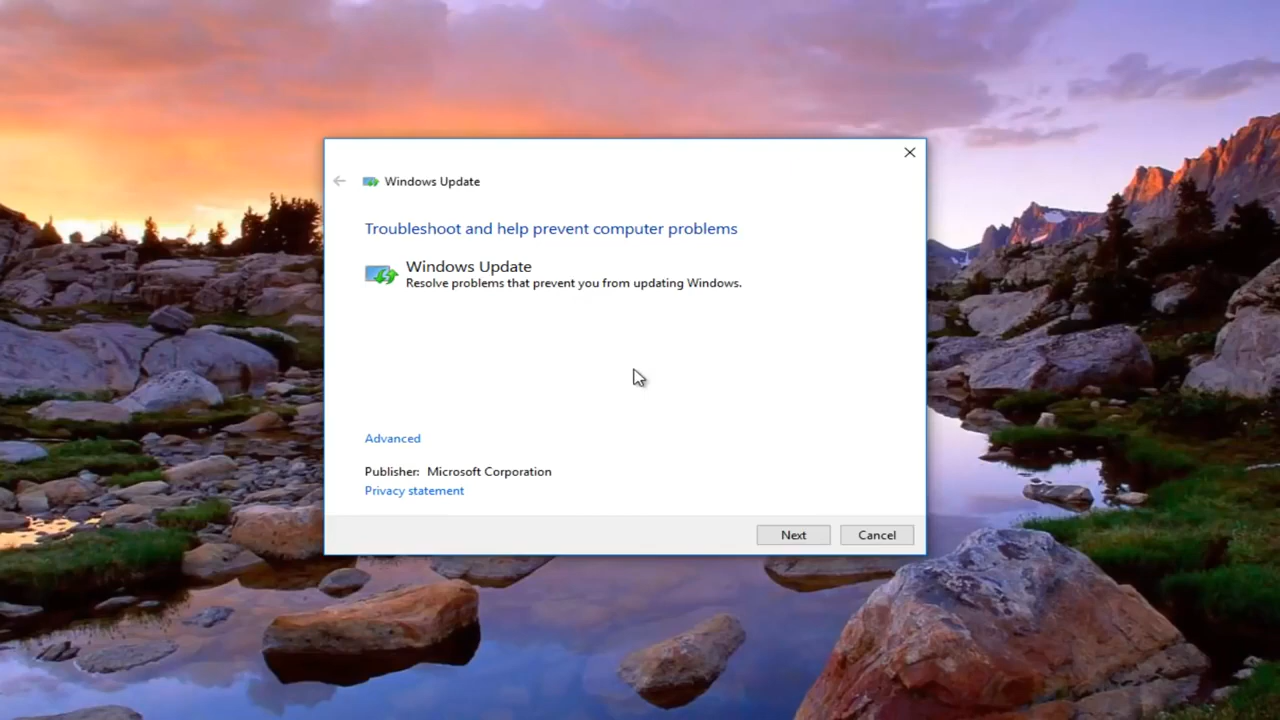 Windows Update
Troubleshoot and help prevent computer problems
Windows Update
Resolve problems that prevent you from updating Windows.
Advanced
Publisher: Microsoft Corporation
Privacy statement
Next
Cancel